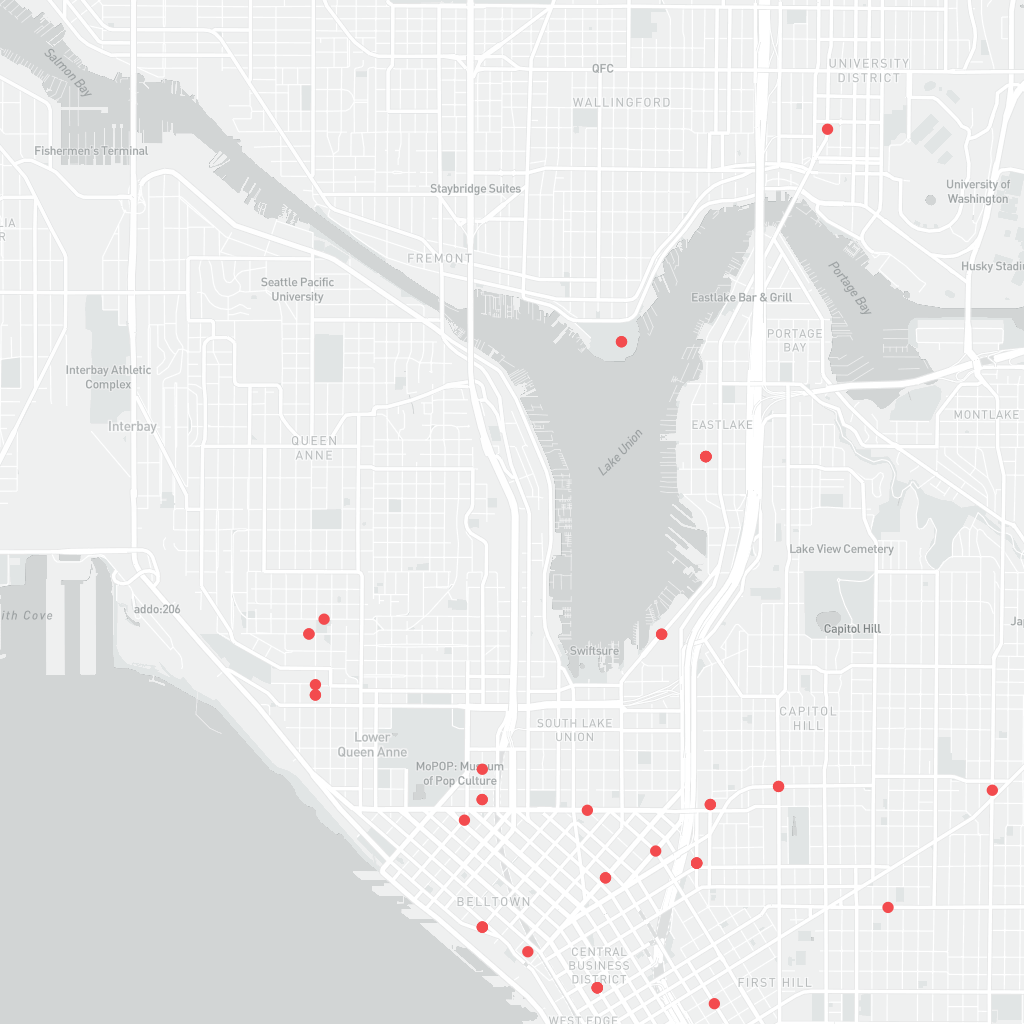 Salmon Bay
QFC
UNIVERSITY
DISTRICT
WALLINGFORD
Fishermen's Terminal
Staybridge Suites
University of
Washington
LIA
R
FREMONT
Husky Stadiu
Seattle Pacific
University
Portage Bay
Eastlake Bar & Grill
PORTAGE
BAY
Interbay Athletic
Complex
MONTLAKE
Interbay
EASTLAKE
QUEEN
ANNE
Lake Union
Lake View Cemetery
addo:206
ith Cove
Capitol Hill
Jap
Swiftsure
CAPITOL
HILL
SOUTH LAKE
UNION
Lower
Queen Anne
MoPOP: Museum
of Pop Culture
BELLTOWN
CENTRAL
BUSINESS
DISTRICT
FIRST HILL
WEST EDGE